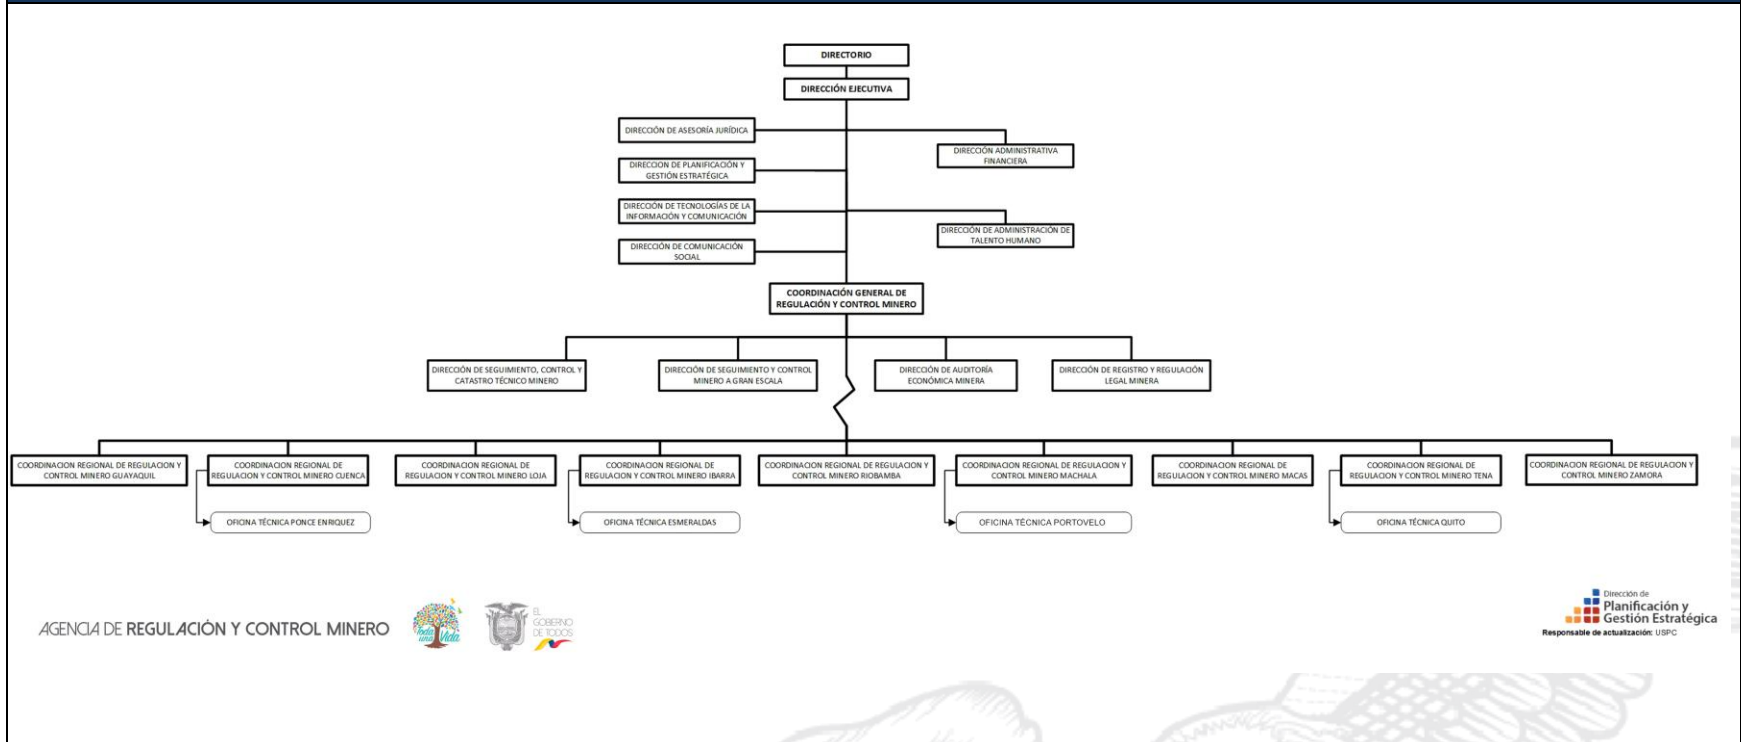 DIRECTORIO
DIRECCIÓN EJECUTIVA
DIRECCIÓN DE ASESORÍA JURÍDICA
DIRECCIÓN ADMINISTRATIVA
FINANCIERA
DIRECCION DE PLANIFICACIÓN Y
GESTIÓN ESTRATÉGICA
DIRECCIÓN DE TECNOLOGÍAS DE LA
INFORMACIÓN Y COMUNICACIÓN
DIRECCIÓN DE ADMINISTRACIÓN DE
TALENTO HUMANO
DIRECCIÓN DE COMUNICACIÓN
SOCIAL
COORDINACIÓN GENERAL DE
REGULACIÓN Y CONTROL MINERO
DIRECCIÓN DE SEGUIMIENTO, CONTROL Y
CATASTRO TÉCNICO MINERO
DIRECCIÓN DE SEGUIMIENTO Y CONTROL
MINERO A GRAN ESCALA
DIRECCIÓN DE AUDITORÍA
ECONÓMICA MINERA
DIRECCIÓN DE REGISTRO Y REGULACIÓN
LEGAL MINERA
COORDINACION REGIONAL DE REGULACION Y
CONTROL MINERO GUAYAQUIL
COORDINACION REGIONAL DE
REGULACION Y CONTROL MINERO CUENCA
COORDINACION REGIONAL DE
REGULACION Y CONTROL MINERO LOJA
COORDINACION REGIONAL DE
REGULACION Y CONTROL MINERO IBARRA
COORDINACION REGIONAL DE REGULACION Y
CONTROL MINERO RIOBAMBA
COORDINACION REGIONAL DE REGULACION Y
CONTROL MINERO MACHALA
COORDINACION REGIONAL DE
REGULACION Y CONTROL MINERO MACAS
COORDINACION REGIONAL DE
REGULACION Y CONTROL MINERO TENA
COORDINACION REGIONAL DE REGULACION Y
CONTROL MINERO ZAMORA
OFICINA TÉCNICA PONCE ENRIQUEZ
OFICINA TÉCNICA ESMERALDAS
OFICINA TÉCNICA PORTOVELO
OFICINA TÉCNICA QUITO
AGENCIA DE REGULACIÓN Y CONTROL MINERO
Toda
una Vida
EL
GOBIERNO
DE TODOS
Dirección de
Planificación y
Gestión Estratégica
Responsable de actualización: USPC